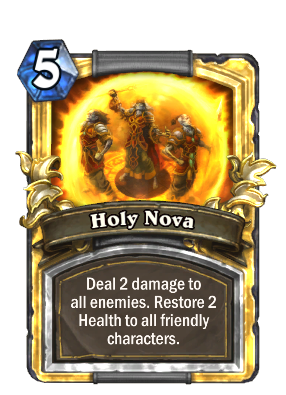 5
Holy Nova
Deal 2 damage to
all enemies. Restore 2
Health to all friendly
characters.